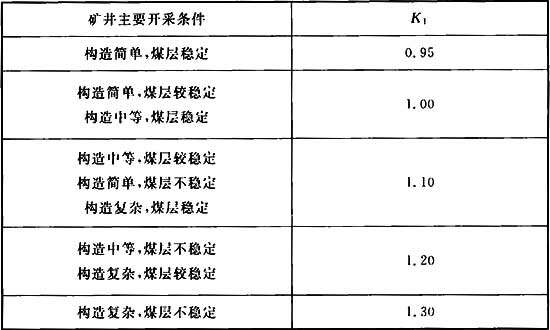 矿井主要开采条件 K1
构造简单,煤层稳定 0.95
构造简单,煤层较稳定
构造中等,煤层稳定
1.00
构造中等,煤层较稳定
构造简单,煤层不稳定
构造复杂,煤层稳定
1.10
构造中等,煤层不稳定
构造复杂,煤层较稳定
1.20
构造复杂,煤层不稳定 1.30